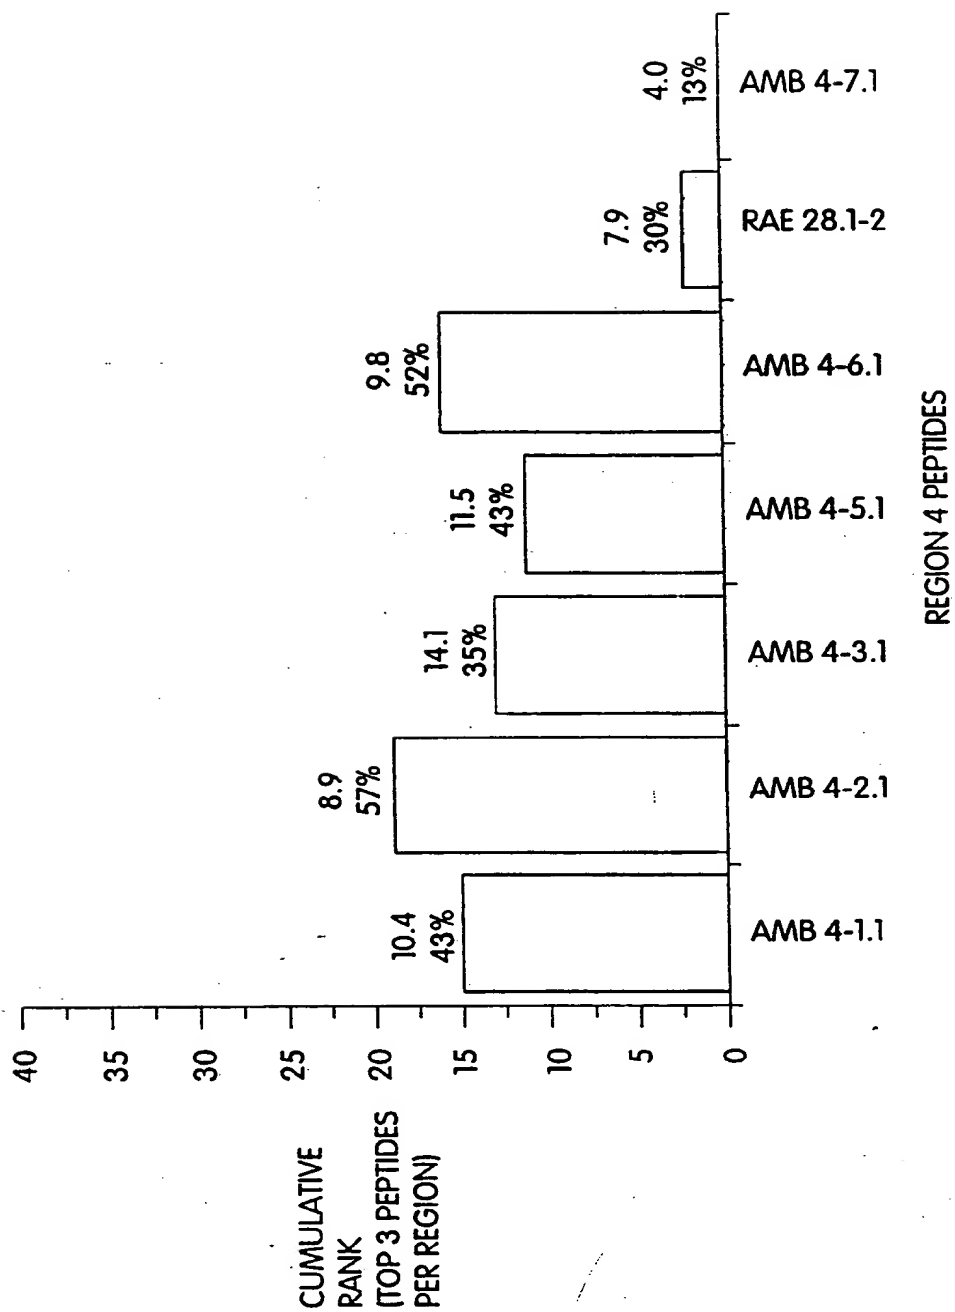 CUMULATIVE
RANK
(TOP 3 PEPTIDES
PER REGION)
40
35
30
25
20
15
10
5
0
10.4
43%
8.9
57%
14.1
35%
11.5
43%
9.8
52%
7.9
30%
4.0
13%
AMB 4-1.1
AMB 4-2.1
AMB 4-3.1
AMB 4-5.1
AMB 4-6.1
RAE 28.1-2
AMB 4-7.1
REGION 4 PEPTIDES